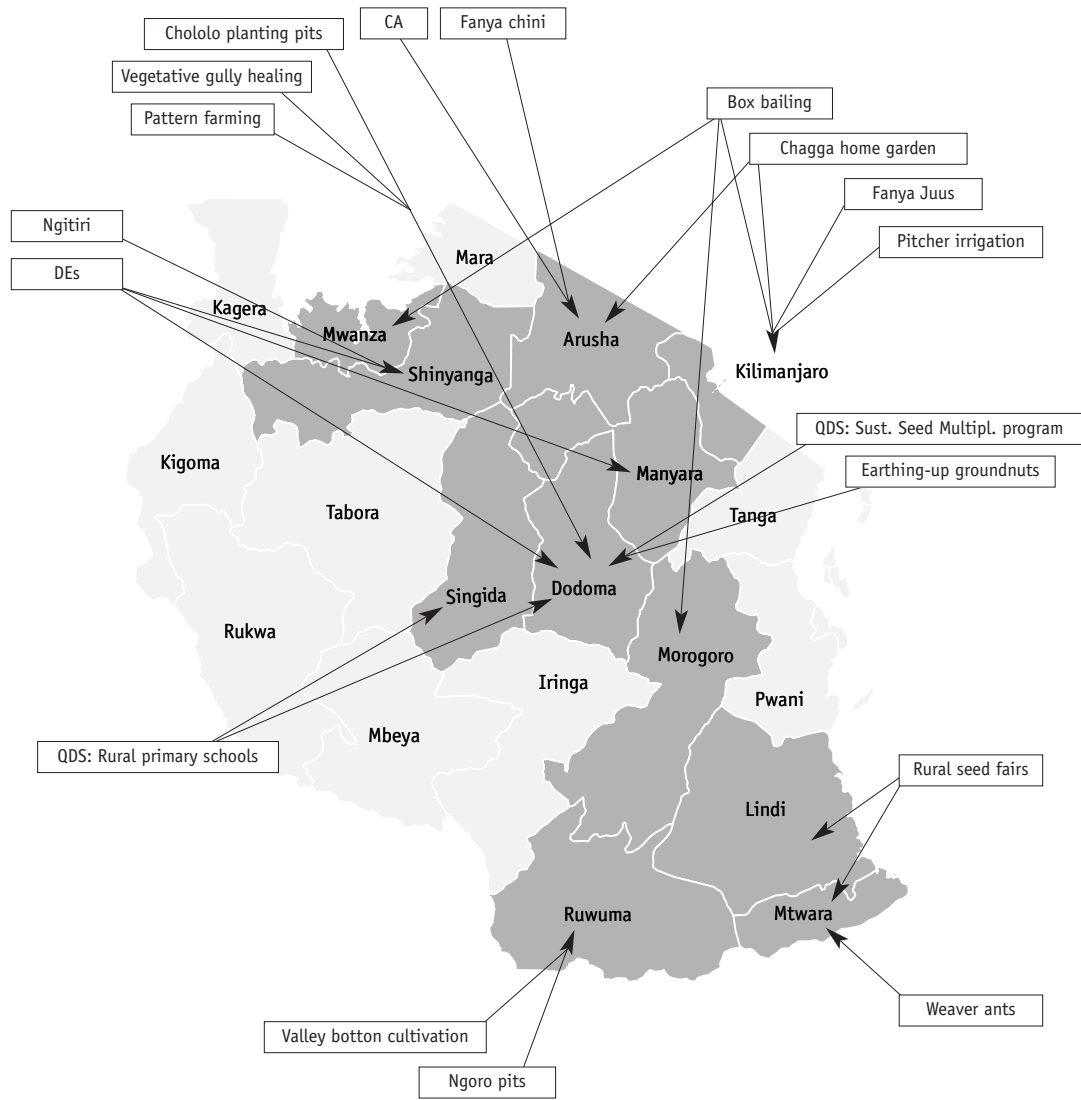 CA
Fanya chini
Chololo planting pits
Vegetative gully healing
Pattern farming
Box bailing
Chagga home garden
Fanya Juus
Pitcher irrigation
Ngitiri
DEs
Mara
Kagera
Mwanza
Arusha
Shinyanga
Kilimanjaro
QDS: Sust. Seed Multipl. program
Earthing-up groundnuts
Kigoma
Manyara
Tabora
Tanga
Singida
Dodoma
Rukwa
Morogoro
Iringa
Pwani
Mbeya
QDS: Rural primary schools
Rural seed fairs
Lindi
Ruwuma
Mtwara
Weaver ants
Valley botton cultivation
Ngoro pits